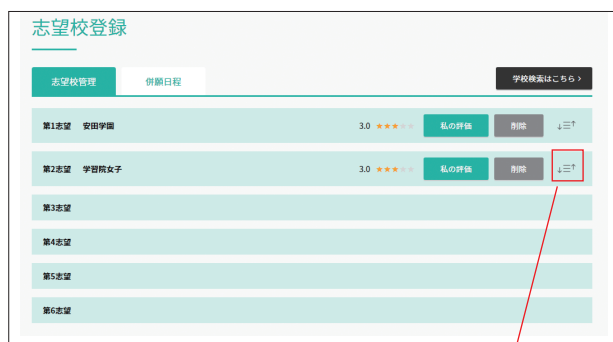 志望校登録
志望校管理 併願日程 学校検索はこちら ›
第1志望 安田学園 3.0 ★★★★★ 私の評価 削除 ↓☰↑
第2志望 学習院女子 3.0 ★★★★★ 私の評価 削除 ↓☰↑
第3志望
第4志望
第5志望
第6志望